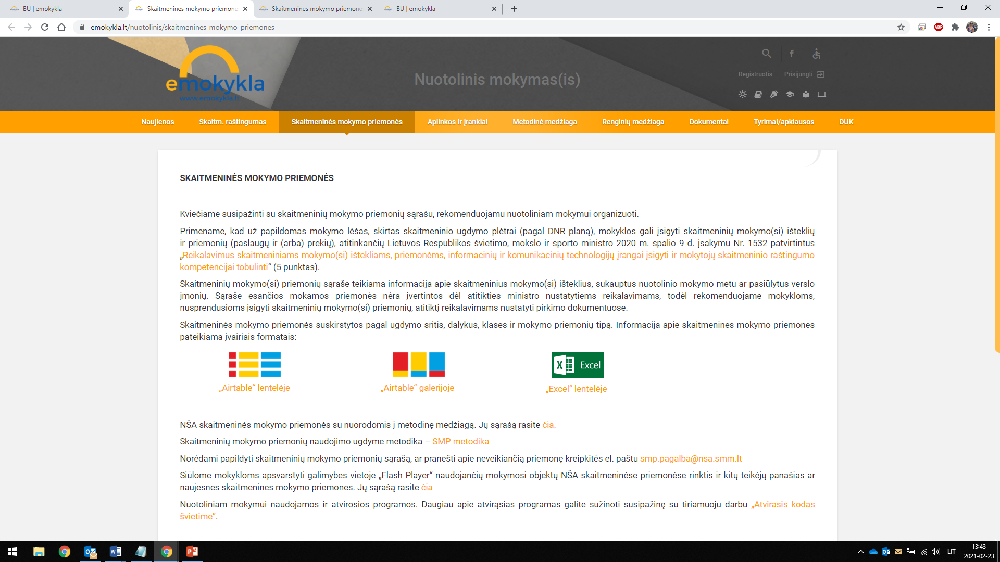 BU | emokykla
Skaitmeninės mokymo priemonė
Skaitmeninės mokymo priemonė
BU | emokykla
emokykla.lt/nuotolinis/skaitmenines-mokymo-priemones
ABP
emokykla
www.emokykla.lt
Nuotolinis mokymas(is)
Registruotis
Prisijungti
Naujienos
Skaitm. raštingumas
Skaitmeninės mokymo priemonės
Aplinkos ir įrankiai
Metodinė medžiaga
Renginių medžiaga
Dokumentai
Tyrimai/apklausos
DUK
SKAITMENINĖS MOKYMO PRIEMONĖS
Kviečiame susipažinti su skaitmeninių mokymo priemonių sąrašu, rekomenduojamu nuotoliniam mokymui organizuoti.
Primename, kad už papildomas mokymo lėšas, skirtas skaitmeninio ugdymo plėtrai (pagal DNR planą), mokyklos gali įsigyti skaitmeninių mokymo(si) išteklių
ir priemonių (paslaugų ir (arba) prekių), atitinkančių Lietuvos Respublikos švietimo, mokslo ir sporto ministro 2020 m. spalio 9 d. įsakymu Nr. 1532 patvirtintus
„Reikalavimus skaitmeniniams mokymo(si) ištekliams, priemonėms, informacinių ir komunikacinių technologijų įrangai įsigyti ir mokytojų skaitmeninio raštingumo
kompetencijai tobulinti“ (5 punktas).
Skaitmeninių mokymo(si) priemonių sąraše teikiama informacija apie skaitmeninius mokymo(si) išteklius, sukauptus nuotolinio mokymo metu ar pasiūlytus verslo
įmonių. Sąraše esančios mokamos priemonės nėra įvertintos dėl atitikties ministro nustatytiems reikalavimams, todėl rekomenduojame mokykloms,
nusprendusioms įsigyti skaitmeninių mokymo(si) priemonių, atitiktį reikalavimams nustatyti pirkimo dokumentuose.
Skaitmeninės mokymo priemonės suskirstytos pagal ugdymo sritis, dalykus, klases ir mokymo priemonių tipą. Informacija apie skaitmenines mokymo priemones
pateikiama įvairiais formatais:
X Excel
„Airtable“ lentelėje
„Airtable“ galerijoje
„Excel“ lentelėje
NŠA skaitmeninės mokymo priemonės su nuorodomis į metodinę medžiagą. Jų sąrašą rasite čia.
Skaitmeninių mokymo priemonių naudojimo ugdyme metodika – SMP metodika
Norėdami papildyti skaitmeninių mokymo priemonių sąrašą, ar pranešti apie neveikiančią priemonę kreipkitės el. paštu smp.pagalba@nsa.smm.lt
Siūlome mokykloms apsvarstyti galimybes vietoje „Flash Player“ naudojančių mokymosi objektų NŠA skaitmeninėse priemonėse rinktis ir kitų teikėjų panašias ar
naujesnes skaitmenines mokymo priemones. Jų sąrašą rasite čia
Nuotoliniam mokymui naudojamos ir atvirosios programos. Daugiau apie atvirąsias programas galite sužinoti susipažinę su tiriamuoju darbu „Atvirasis kodas
švietime“.
LIT
13:43
2021-02-23